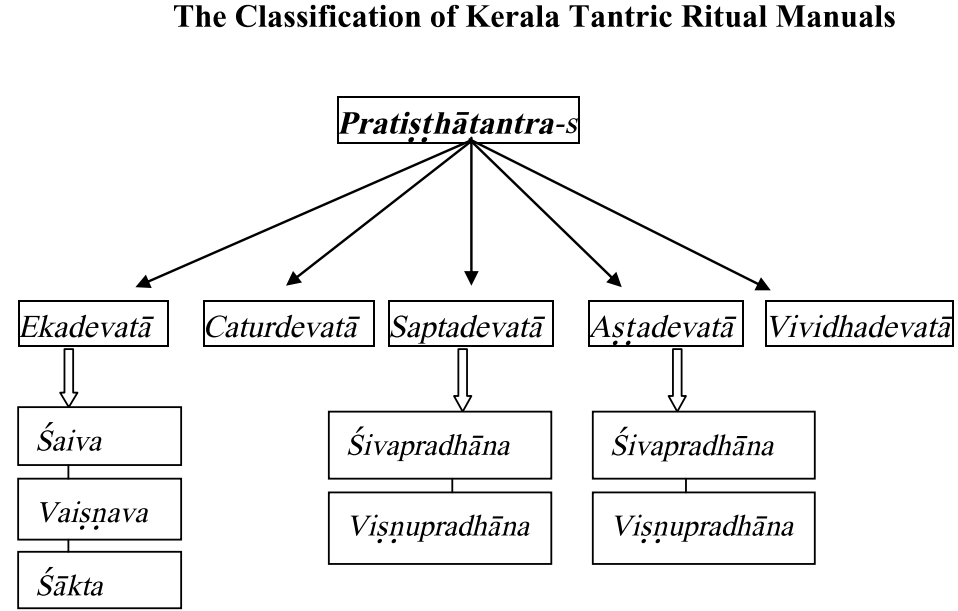 The Classification of Kerala Tantric Ritual Manuals
Pratiṣṭhātantra-s
Ekadevatā
Caturdevatā
Saptadevatā
Aṣṭadevatā
Vividhadevatā
Śaiva
Vaiṣṇava
Śākta
Śivapradhāna
Viṣṇupradhāna
Śivapradhāna
Viṣṇupradhāna